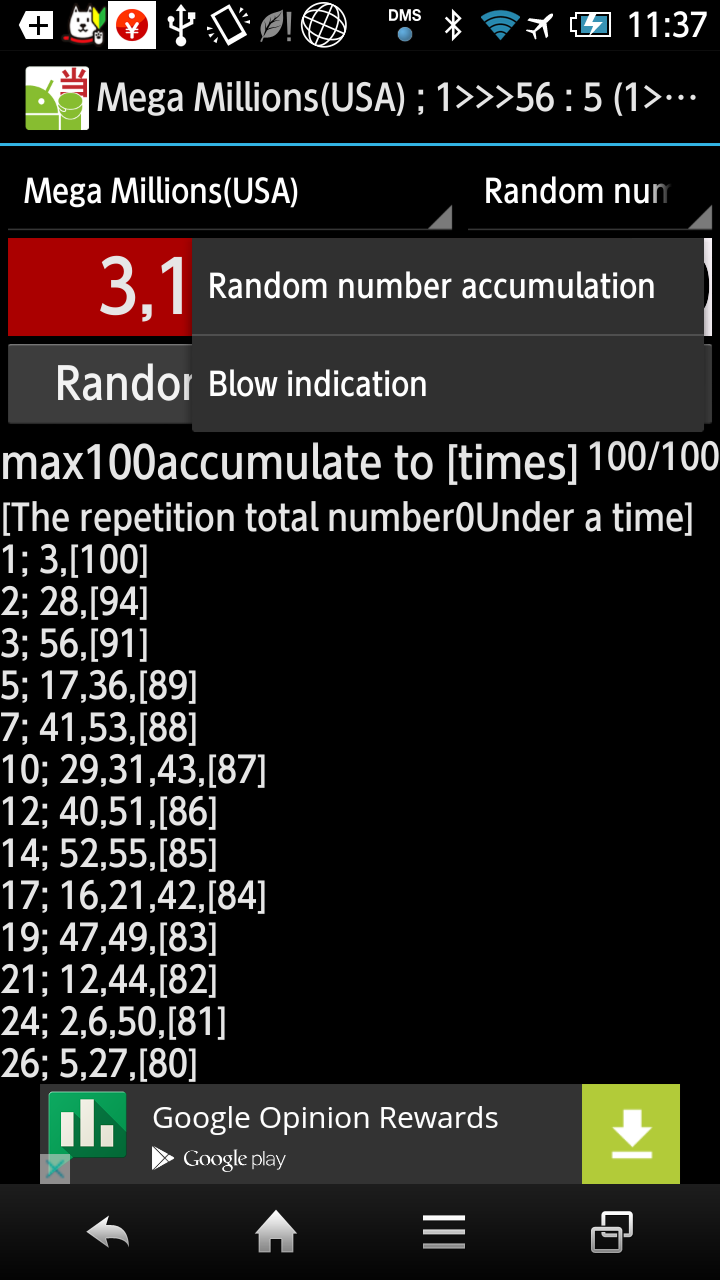 DMS
11:37
当
Mega Millions(USA) ; 1>>>56 : 5 (1>···
Mega Millions(USA)
Random num
3,1
Random number accumulation
Random
Blow indication
max100accumulate to [times] 100/100
[The repetition total number0Under a time]
1; 3,[100]
2; 28,[94]
3; 56,[91]
5; 17,36,[89]
7; 41,53,[88]
10; 29,31,43,[87]
12; 40,51,[86]
14; 52,55,[85]
17; 16,21,42,[84]
19; 47,49,[83]
21; 12,44,[82]
24; 2,6,50,[81]
26; 5,27,[80]
Google Opinion Rewards
Google play